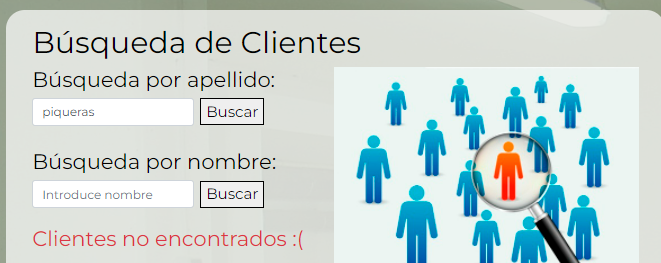 Búsqueda de Clientes
Búsqueda por apellido:
piqueras
Buscar
Búsqueda por nombre:
Introduce nombre
Buscar
Clientes no encontrados :(